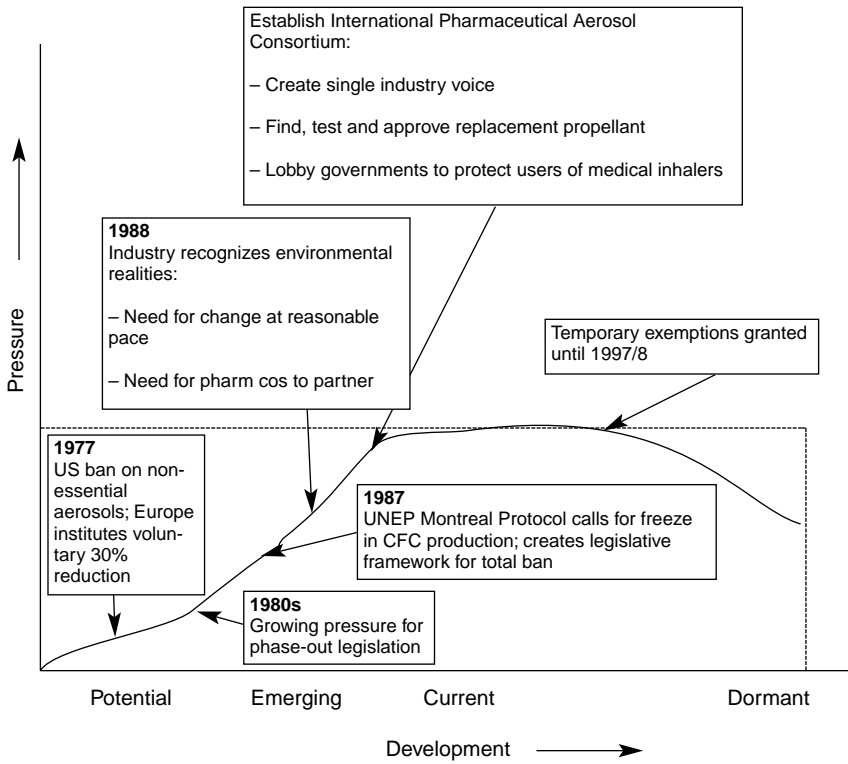 Establish International Pharmaceutical Aerosol
Consortium:
– Create single industry voice
– Find, test and approve replacement propellant
– Lobby governments to protect users of medical inhalers
1988
Industry recognizes environmental
realities:
– Need for change at reasonable
pace
– Need for pharm cos to partner
Temporary exemptions granted
until 1997/8
Pressure
1977
US ban on non-
essential
aerosols; Europe
institutes volun-
tary 30%
reduction
1987
UNEP Montreal Protocol calls for freeze
in CFC production; creates legislative
framework for total ban
1980s
Growing pressure for
phase-out legislation
Potential
Emerging
Current
Dormant
Development